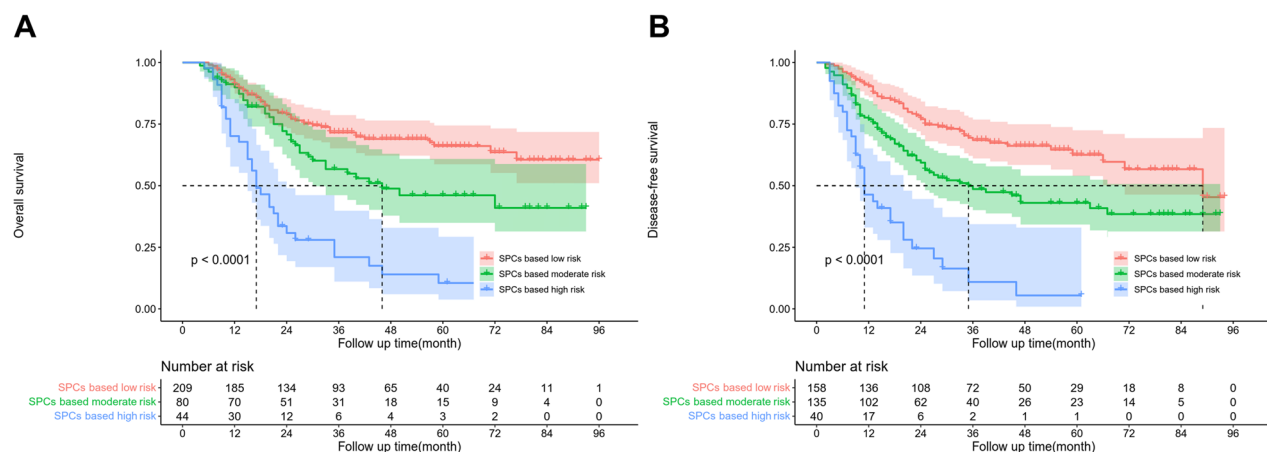 A
Overall survival
1.00
0.75
0.50
0.25
0.00
p < 0.0001
SPCs based low risk
SPCs based moderate risk
SPCs based high risk
0 12 24 36 48 60 72 84 96
Follow up time(month)
Number at risk
SPCs based low risk 209 185 134 93 65 40 24 11 1
SPCs based moderate risk 80 70 51 31 18 15 9 4 0
SPCs based high risk 44 30 12 6 4 3 2 0 0
0 12 24 36 48 60 72 84 96
Follow up time(month)
B
Disease-free survival
1.00
0.75
0.50
0.25
0.00
p < 0.0001
SPCs based low risk
SPCs based moderate risk
SPCs based high risk
0 12 24 36 48 60 72 84 96
Follow up time(month)
Number at risk
SPCs based low risk 158 136 108 72 50 29 18 8 0
SPCs based moderate risk 135 102 62 40 26 23 14 5 0
SPCs based high risk 40 17 6 2 1 1 0 0 0
0 12 24 36 48 60 72 84 96
Follow up time(month)